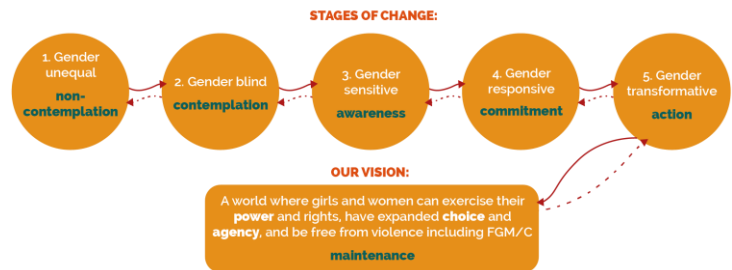 STAGES OF CHANGE:
1. Gender
unequal
non-
contemplation
2. Gender blind
contemplation
3. Gender
sensitive
awareness
4. Gender
responsive
commitment
5. Gender
transformative
action
OUR VISION:
A world where girls and women can exercise their
power and rights, have expanded choice and
agency, and be free from violence including FGM/C
maintenance